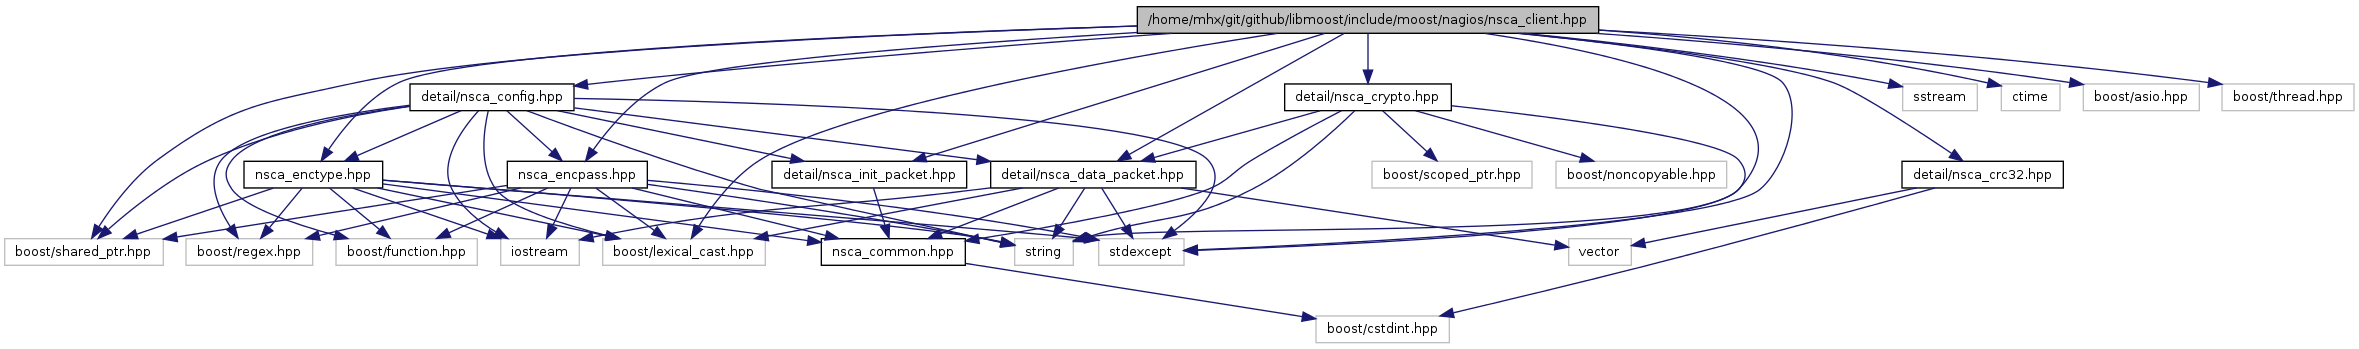 /home/mhx/git/github/libmoost/include/moost/nagios/nsca_client.hpp
detail/nsca_config.hpp
detail/nsca_crypto.hpp
sstream
ctime
boost/asio.hpp
boost/thread.hpp
nsca_enctype.hpp
nsca_encpass.hpp
detail/nsca_init_packet.hpp
detail/nsca_data_packet.hpp
boost/scoped_ptr.hpp
boost/noncopyable.hpp
detail/nsca_crc32.hpp
boost/shared_ptr.hpp
boost/regex.hpp
boost/function.hpp
iostream
boost/lexical_cast.hpp
nsca_common.hpp
string
stdexcept
vector
boost/cstdint.hpp